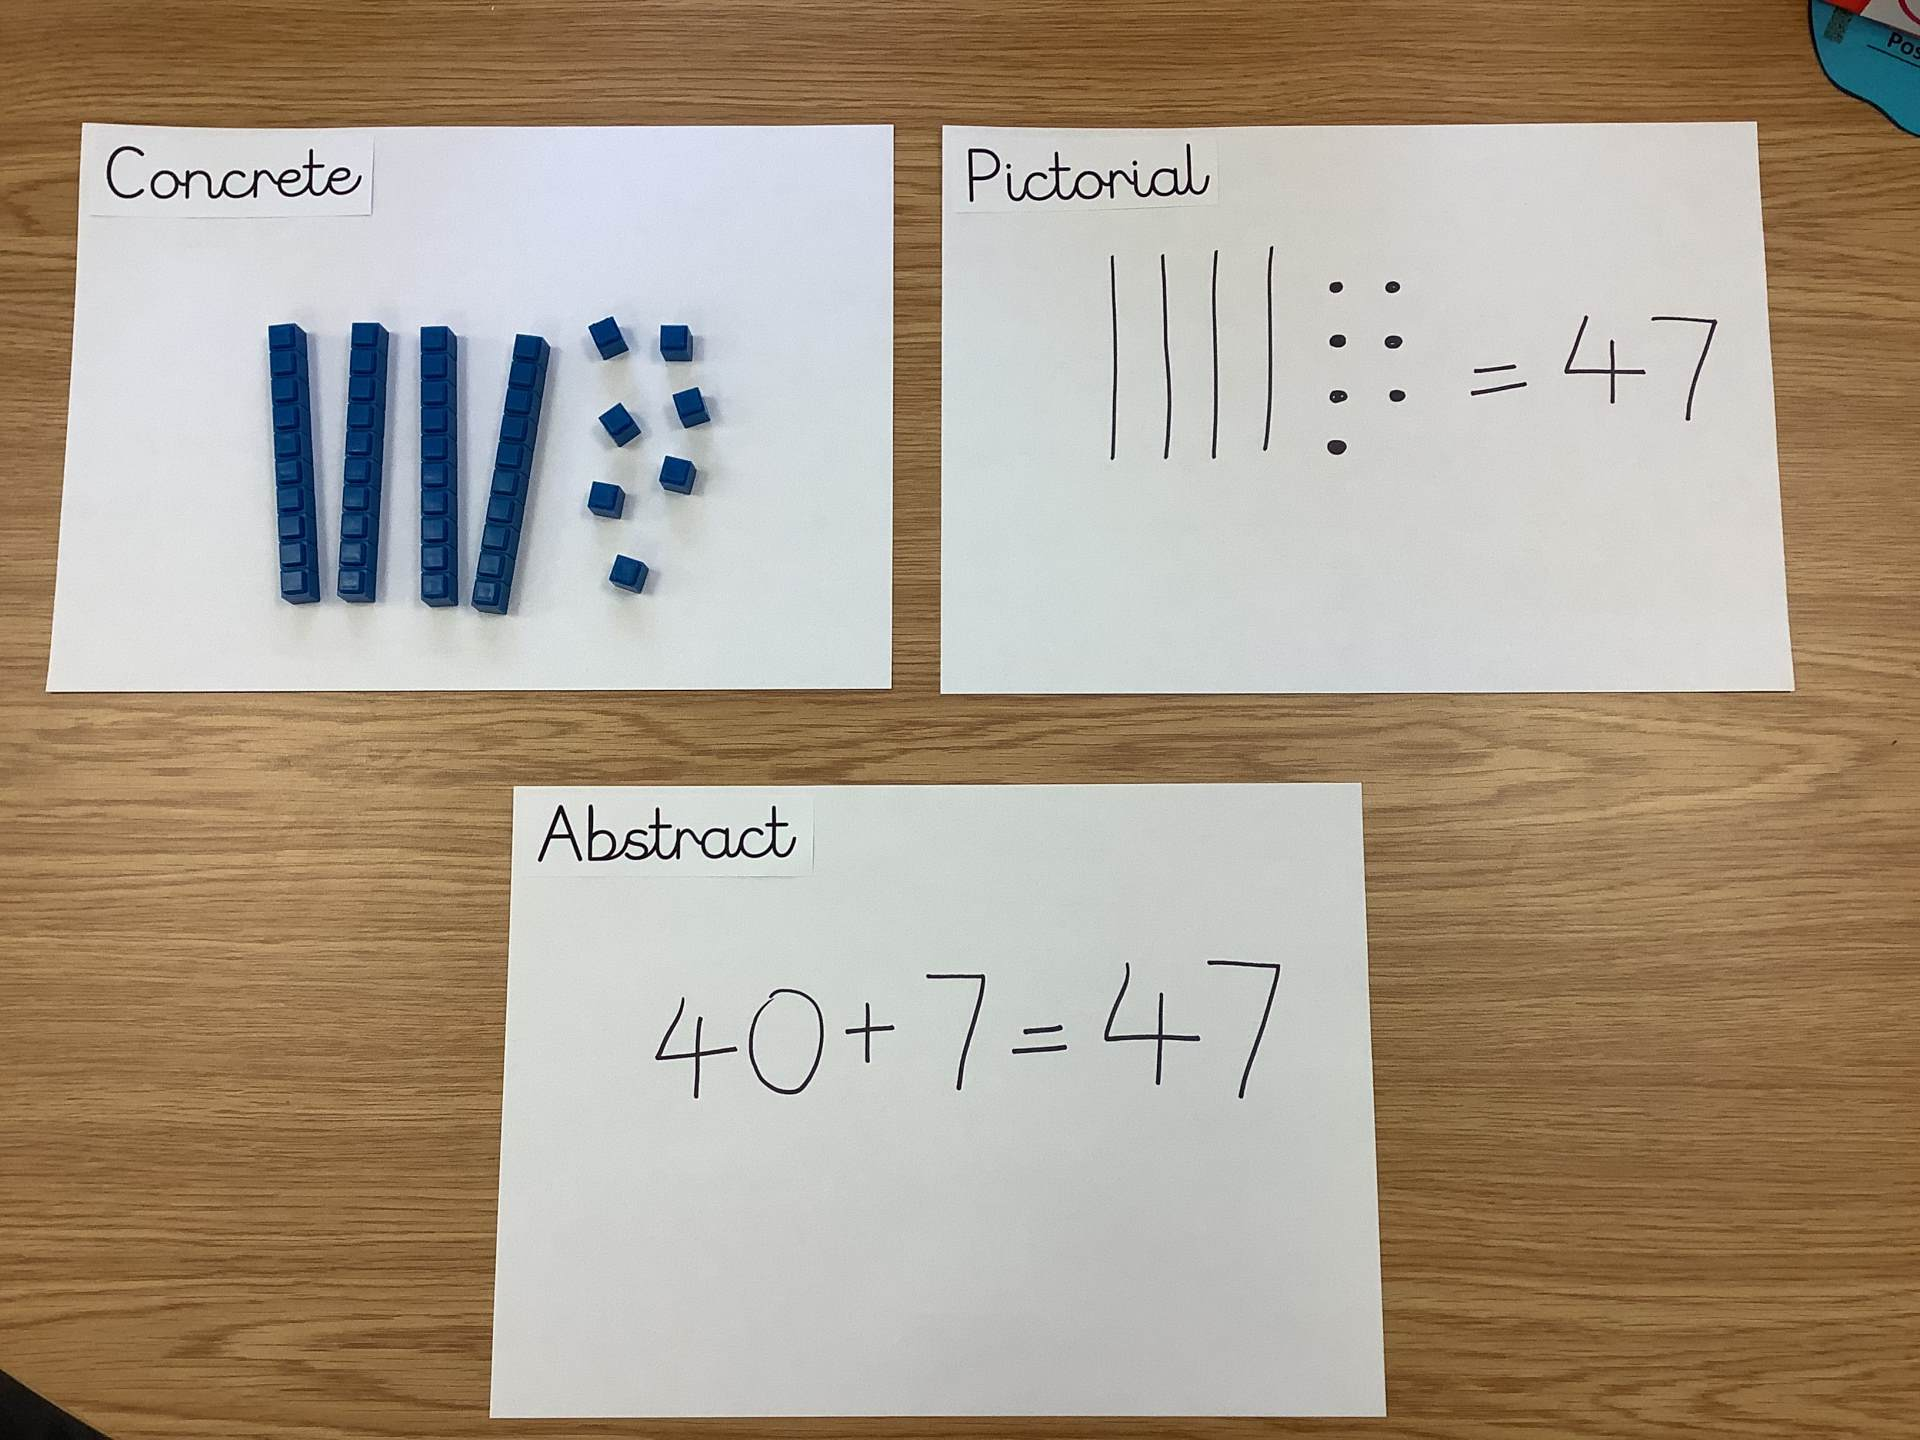 Concrete
Pictorial
= 47
Abstract
40+7=47